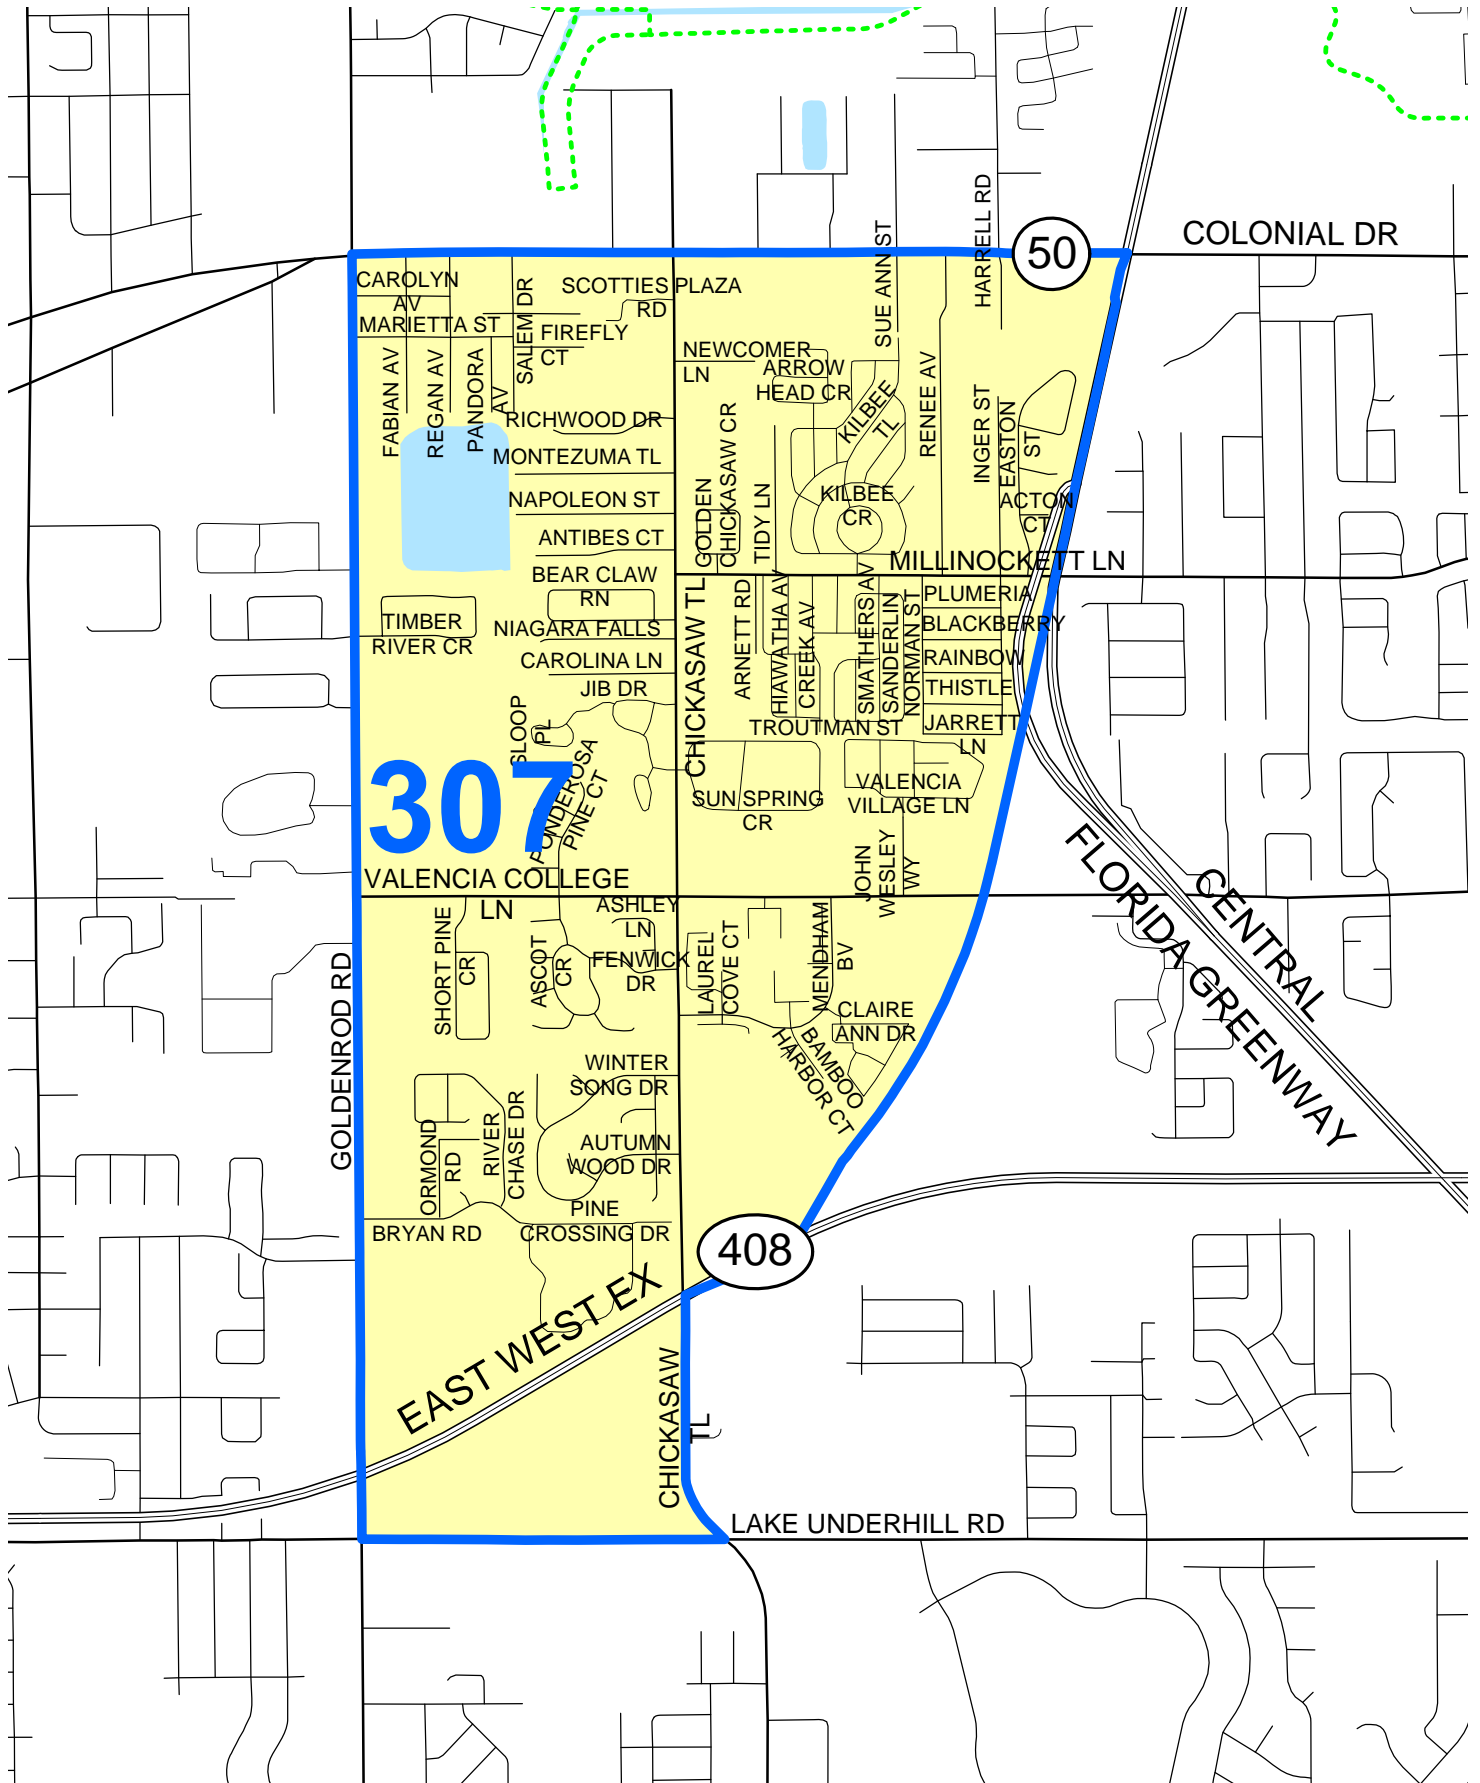 COLONIAL DR
50
HARRELL RD
SUE ANN ST
CAROLYN
AV
MARIETTA ST
SALEM DR
SCOTTIES PLAZA
RD
FIREFLY
CT
FABIAN AV
REGAN AV
PANDORA
AV
NEWCOMER
LN
ARROW
HEAD CR
KILBEE
TL
RENEE AV
INGER ST
EASTON
ST
RICHWOOD DR
MONTEZUMA TL
NAPOLEON ST
ANTIBES CT
GOLDEN
CHICKASAW CR
TIDY LN
KILBEE
CR
ACTON
CT
MILLINOCKETT LN
BEAR CLAW
RN
TIMBER
RIVER CR
NIAGARA FALLS
CAROLINA LN
JIB DR
CHICKASAW TL
ARNETT RD
HIAWATHA AV
CREEK AV
SMATHERS AV
SANDERLIN
NORMAN ST
PLUMERIA
BLACKBERRY
RAINBOW
THISTLE
JARRETT
LN
TROUTMAN ST
SLOOP
PL
307
PONDEROSA
PINE CT
SUN SPRING
CR
VALENCIA
VILLAGE LN
JOHN
WESLEY
WY
VALENCIA COLLEGE
LN
CENTRAL
FLORIDA GREENWAY
GOLDENROD RD
SHORT PINE
CR
ASCOT
CR
ASHLEY
LN
FENWICK
DR
LAUREL
COVE CT
MENDHAM
BV
CLAIRE
ANN DR
BAMBOO
HARBOR CT
WINTER
SONG DR
ORMOND
RD
RIVER
CHASE DR
AUTUMN
WOOD DR
BRYAN RD
PINE
CROSSING DR
408
EAST WEST EX
CHICKASAW
TL
LAKE UNDERHILL RD